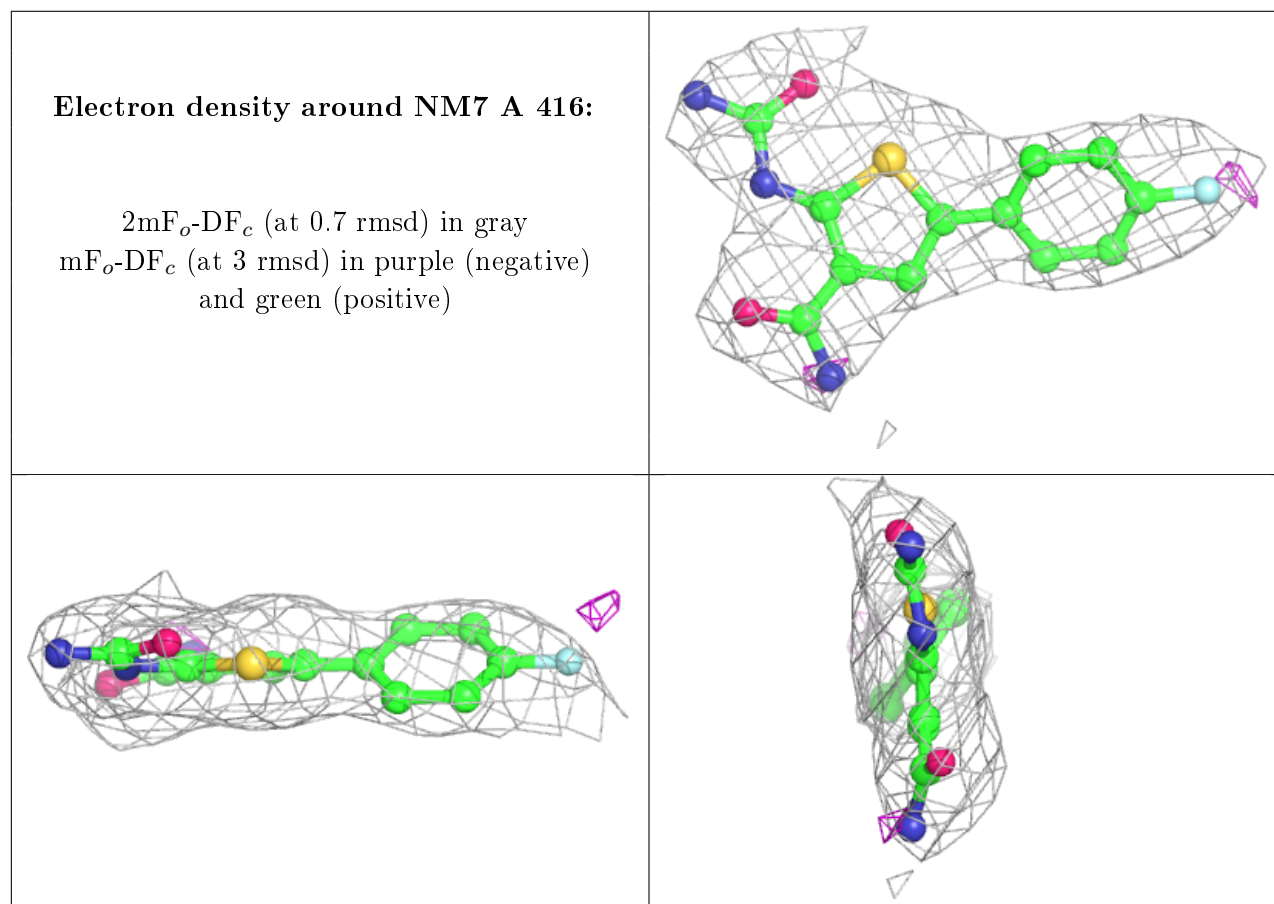 Electron density around NM7 A 416:
2mFo-DFc (at 0.7 rmsd) in gray
mFo-DFc (at 3 rmsd) in purple (negative)
and green (positive)